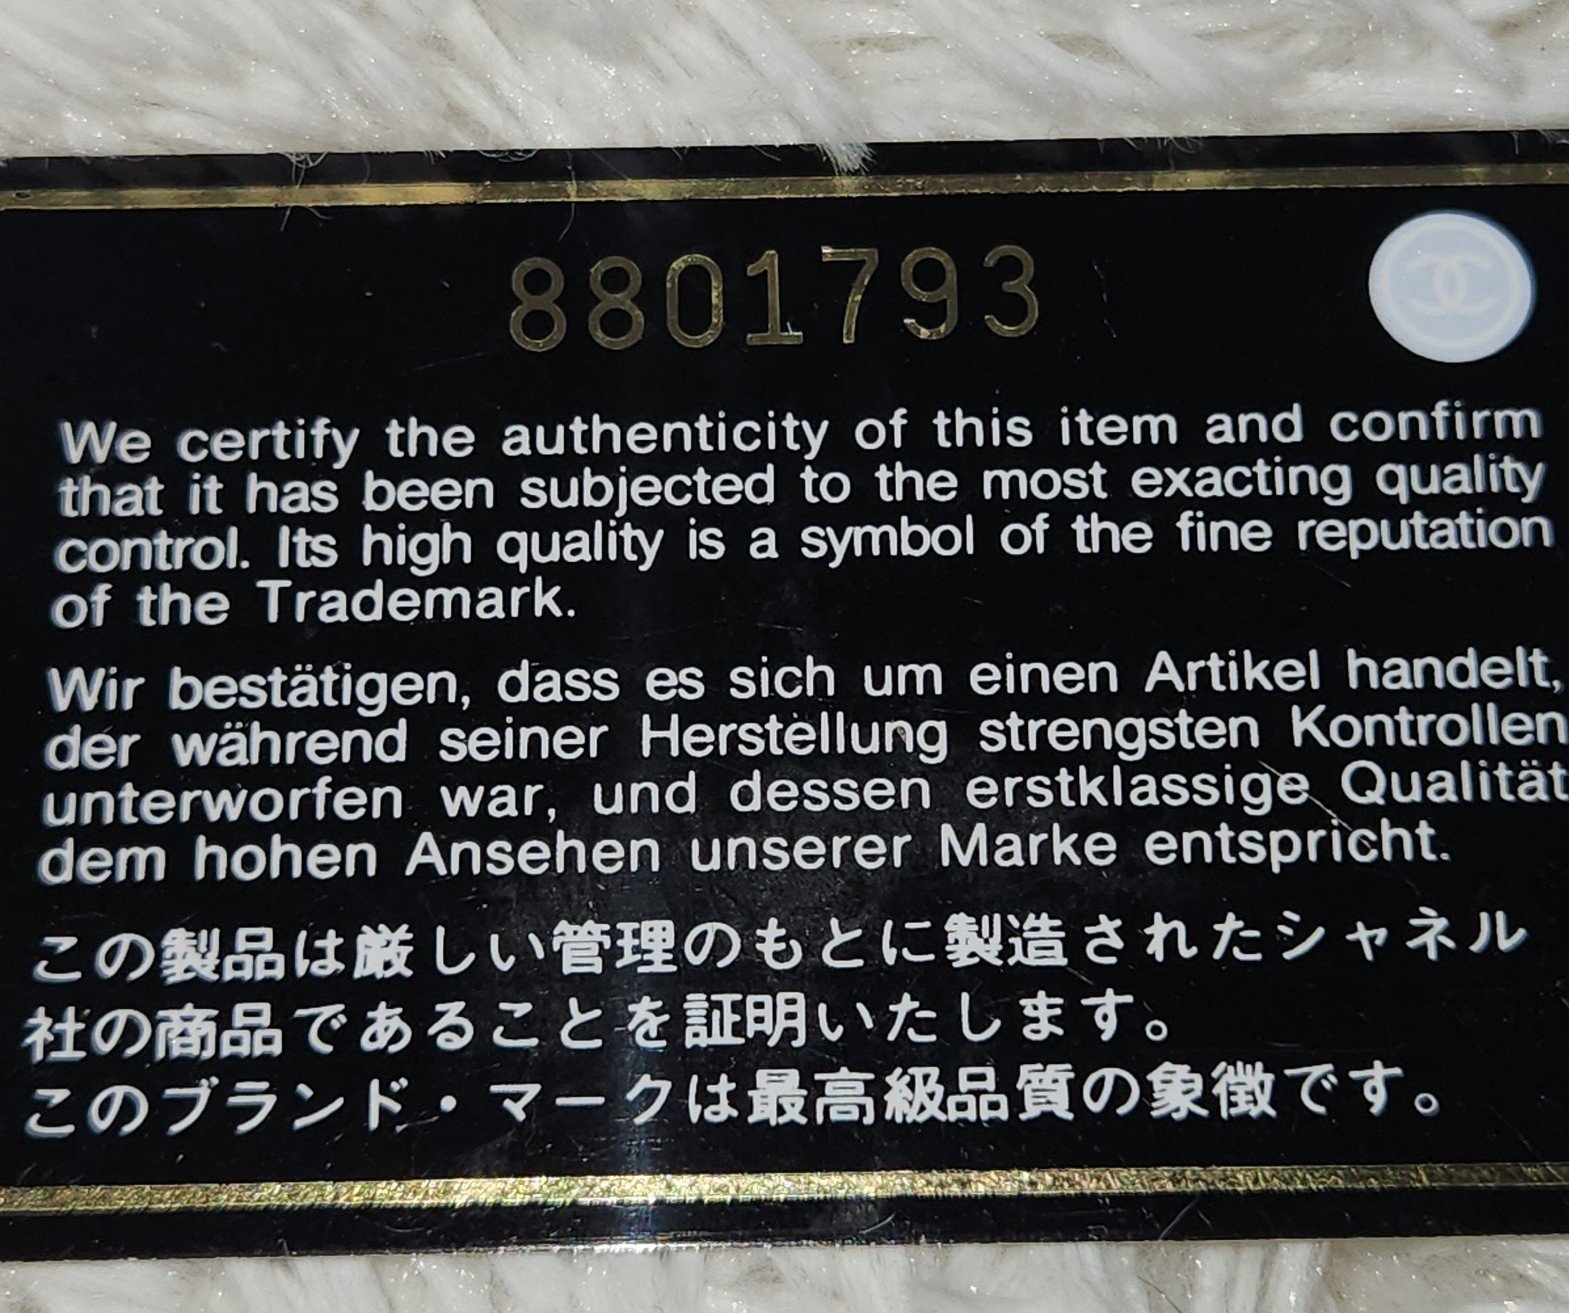 8801793
We certify the authenticity of this item and confirm
that it has been subjected to the most exacting quality
control. Its high quality is a symbol of the fine reputation
of the Trademark.
Wir bestätigen, dass es sich um einen Artikel handelt,
der während seiner Herstellung strengsten Kontrollen
unterworfen war, und dessen erstklassige Qualität
dem hohen Ansehen unserer Marke entspricht.
この製品は厳しい管理のもとに製造されたシャネル
社の商品であることを証明いたします。
このブランド・マークは最高級品質の象徴です。